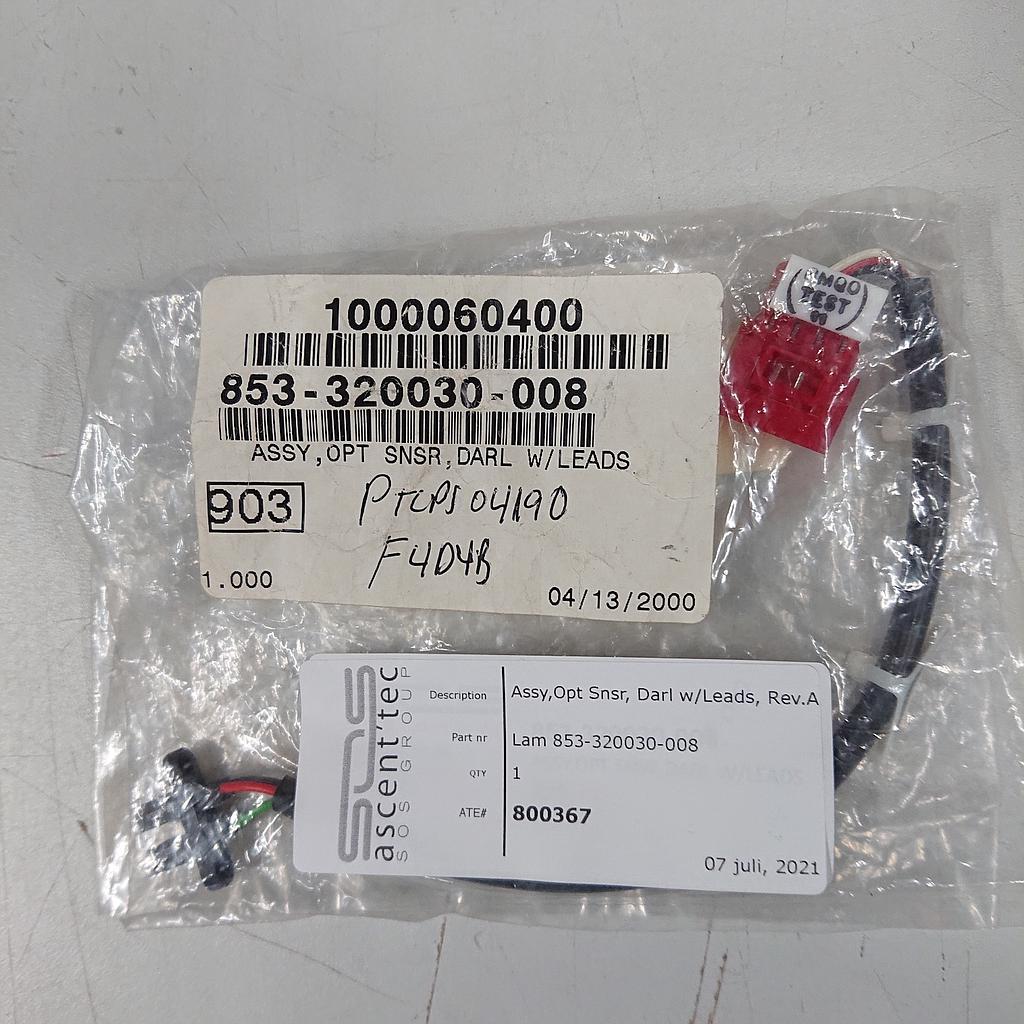 1000060400
853-320030-008
ASSY,OPT SNSR,DARL W/LEADS
903
PTCPS04190
F4D4B
1.000
04/13/2000
TEST
ascent'tec
SOS GROUP
Description Assy,Opt Snsr, Darl w/Leads, Rev.A
Part nr Lam 853-320030-008
QTY 1
ATE# 800367
07 juli, 2021